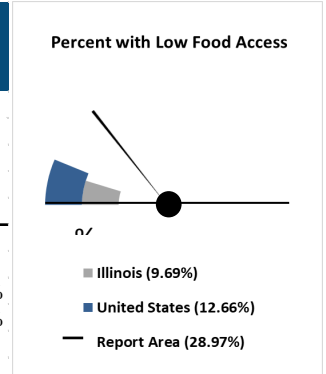 Percent with Low Food Access
%
Illinois (9.69%)
United States (12.66%)
Report Area (28.97%)